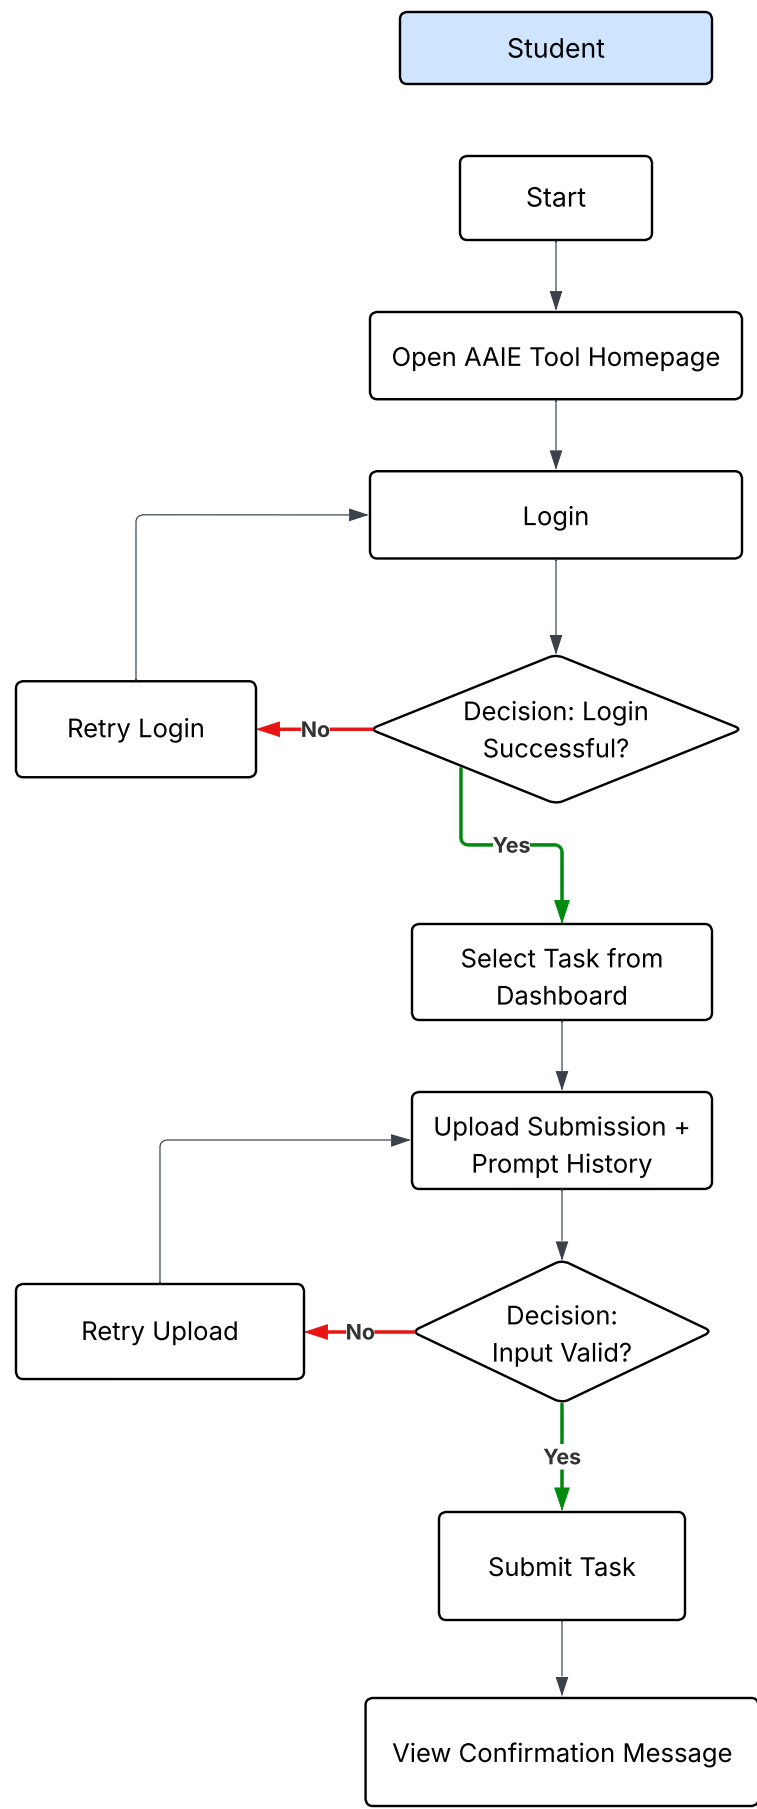 Student
Start
Open AAIE Tool Homepage
Login
Decision: Login
Successful?
No
Retry Login
Yes
Select Task from
Dashboard
Upload Submission +
Prompt History
Decision:
Input Valid?
No
Retry Upload
Yes
Submit Task
View Confirmation Message